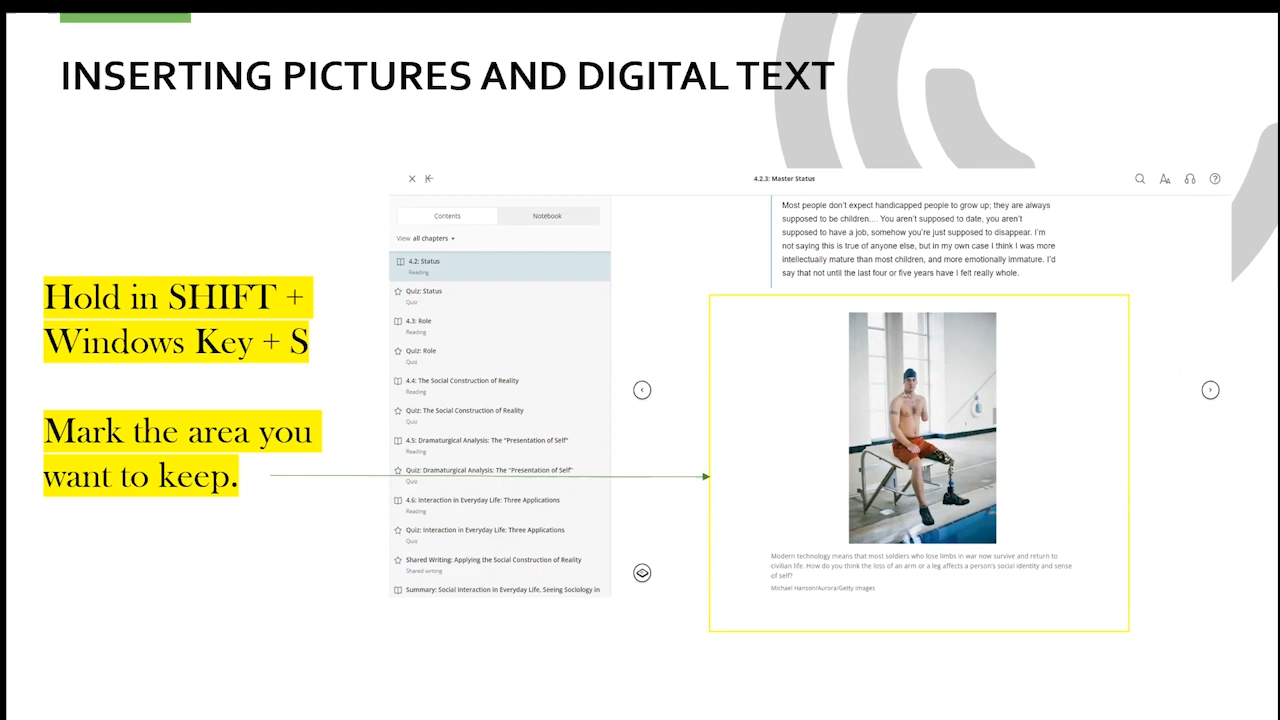 INSERTING PICTURES AND DIGITAL TEXT
Hold in SHIFT +
Windows Key + S
Mark the area you
want to keep.
4.2.3: Master Status
Contents
Notebook
View all chapters
4.2: Status
Reading
Quiz: Status
Quiz
4.3: Role
Reading
Quiz: Role
Quiz
4.4: The Social Construction of Reality
Reading
Quiz: The Social Construction of Reality
Quiz
4.5: Dramaturgical Analysis: The "Presentation of Self"
Reading
Quiz: Dramaturgical Analysis: The "Presentation of Self"
Quiz
4.6: Interaction in Everyday Life: Three Applications
Reading
Quiz: Interaction in Everyday Life: Three Applications
Quiz
Shared Writing: Applying the Social Construction of Reality
Shared writing
Summary: Social Interaction in Everyday Life, Seeing Sociology in
Most people don't expect handicapped people to grow up; they are always
supposed to be children.... You aren't supposed to date, you aren't
supposed to have a job, somehow you're just supposed to disappear. I'm
not saying this is true of anyone else, but in my own case I think I was more
intellectually mature than most children, and more emotionally immature. I'd
say that not until the last four or five years have I felt really whole.
Modern technology means that most soldiers who lose limbs in war now survive and return to
civilian life. How do you think the loss of an arm or a leg affects a person's social identity and sense
of self?
Michael Hanson/Aurora/Getty Images